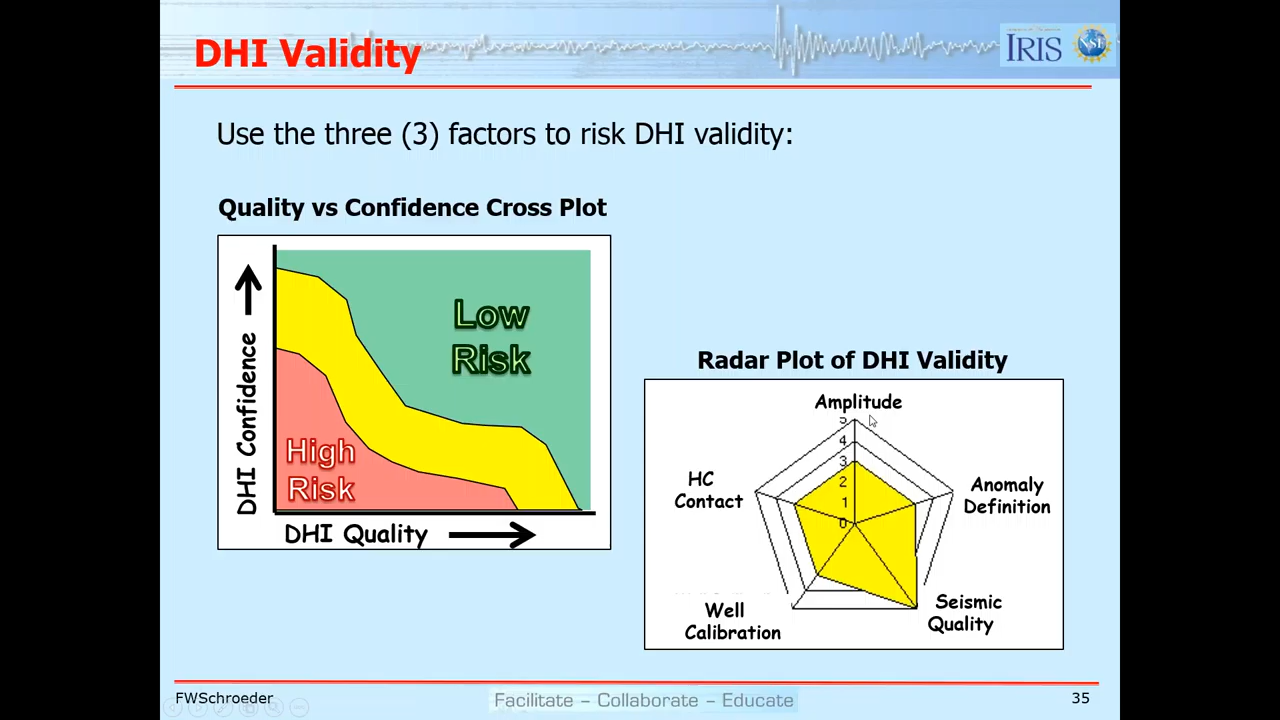 DHI Validity
IRIS
NSF
Use the three (3) factors to risk DHI validity:
Quality vs Confidence Cross Plot
DHI Confidence
Low
Risk
High
Risk
DHI Quality
Radar Plot of DHI Validity
Amplitude
5
4
3
2
1
0
HC
Contact
Anomaly
Definition
Well
Calibration
Seismic
Quality
FWSchroeder
Facilitate – Collaborate – Educate
35